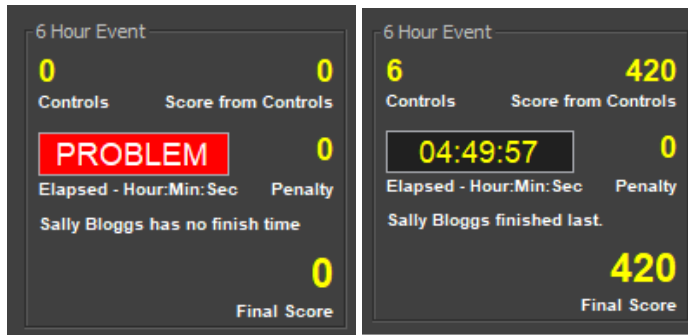 6 Hour Event
0 0
Controls Score from Controls
PROBLEM 0
Elapsed - Hour:Min:Sec Penalty
Sally Bloggs has no finish time
0
Final Score
6 Hour Event
6 420
Controls Score from Controls
04:49:57 0
Elapsed - Hour:Min:Sec Penalty
Sally Bloggs finished last.
420
Final Score